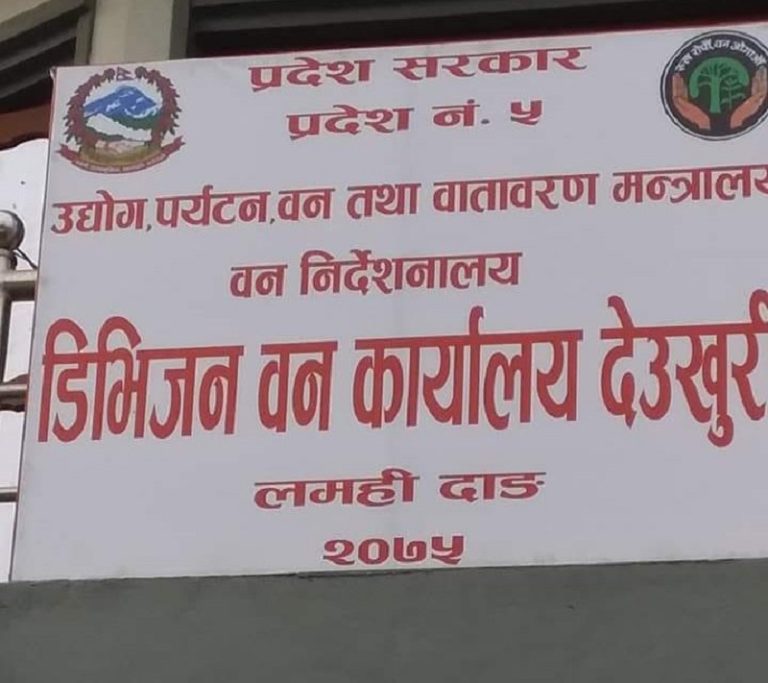 प्रदेश सरकार
प्रदेश नं. ५
उद्योग,पर्यटन,वन तथा वातावरण मन्त्रालय
वन निर्देशनालय
डिभिजन वन कार्यालय देउखुरी
लमही दाङ
२०७५